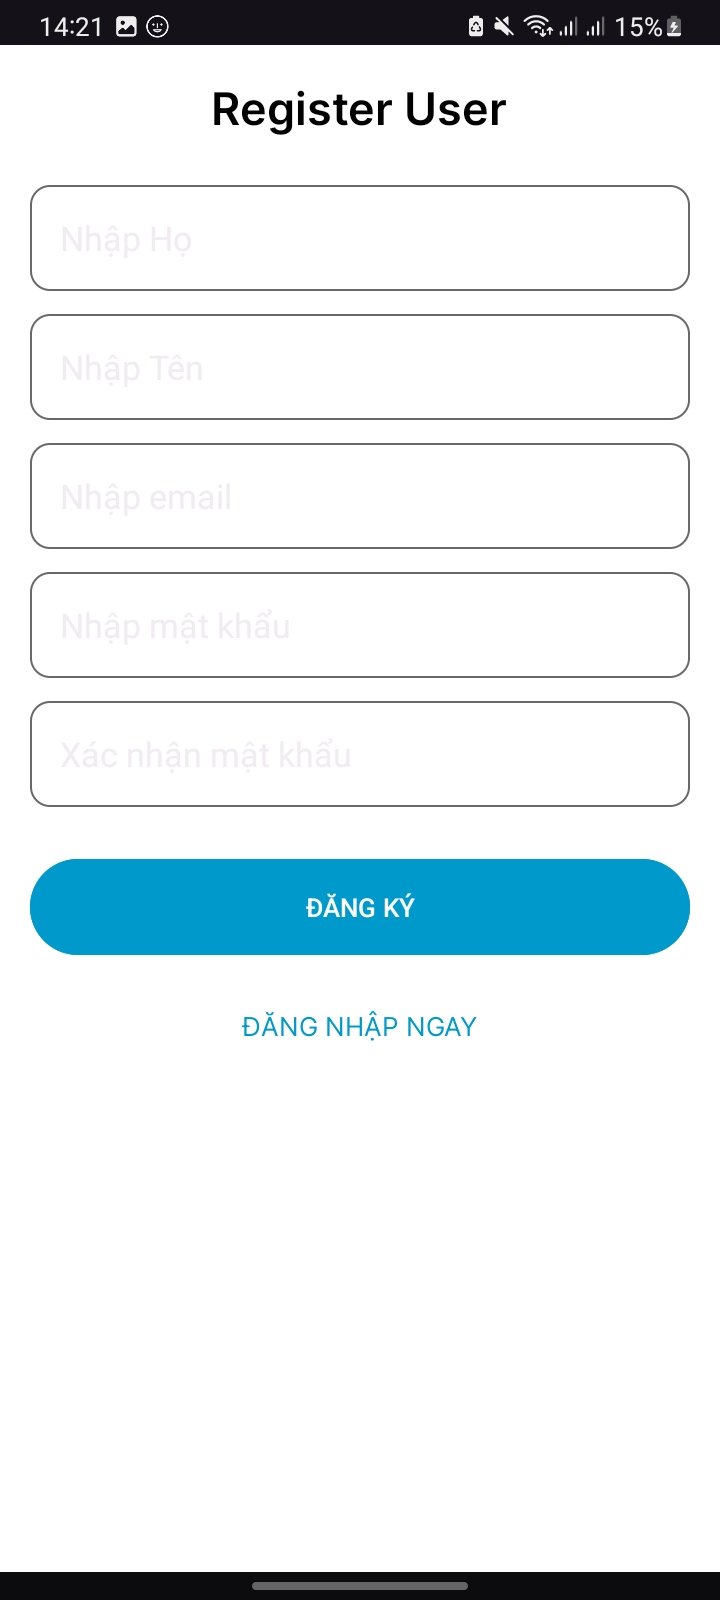 14:21
15%
Register User
Nhập Họ
Nhập Tên
Nhập email
Nhập mật khẩu
Xác nhận mật khẩu
ĐĂNG KÝ
ĐĂNG NHẬP NGAY